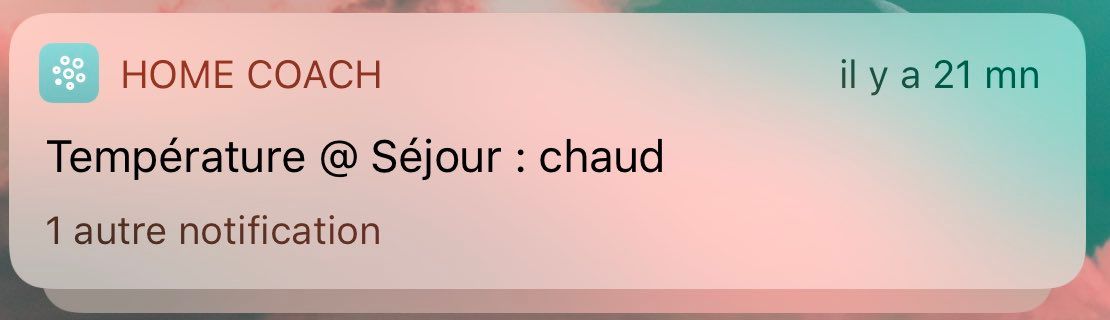 HOME COACH il y a 21 mn
Température @ Séjour : chaud
1 autre notification